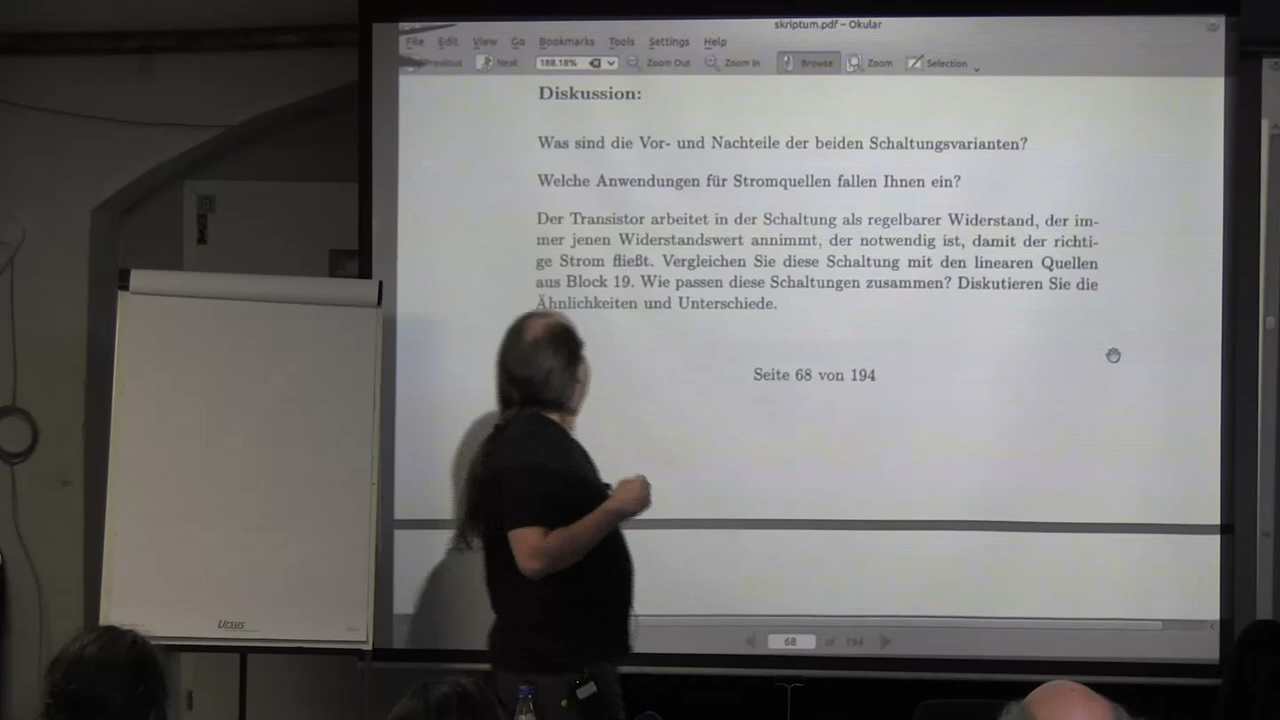 skriptum.pdf – Okular
File Edit View Go Bookmarks Tools Settings Help
Previous Next 188.18% Zoom Out Zoom In Browse Zoom Selection
Diskussion:
Was sind die Vor- und Nachteile der beiden Schaltungsvarianten?
Welche Anwendungen für Stromquellen fallen Ihnen ein?
Der Transistor arbeitet in der Schaltung als regelbarer Widerstand, der im-
mer jenen Widerstandswert annimmt, der notwendig ist, damit der richti-
ge Strom fließt. Vergleichen Sie diese Schaltung mit den linearen Quellen
aus Block 19. Wie passen diese Schaltungen zusammen? Diskutieren Sie die
Ähnlichkeiten und Unterschiede.
Seite 68 von 194
68 of 194